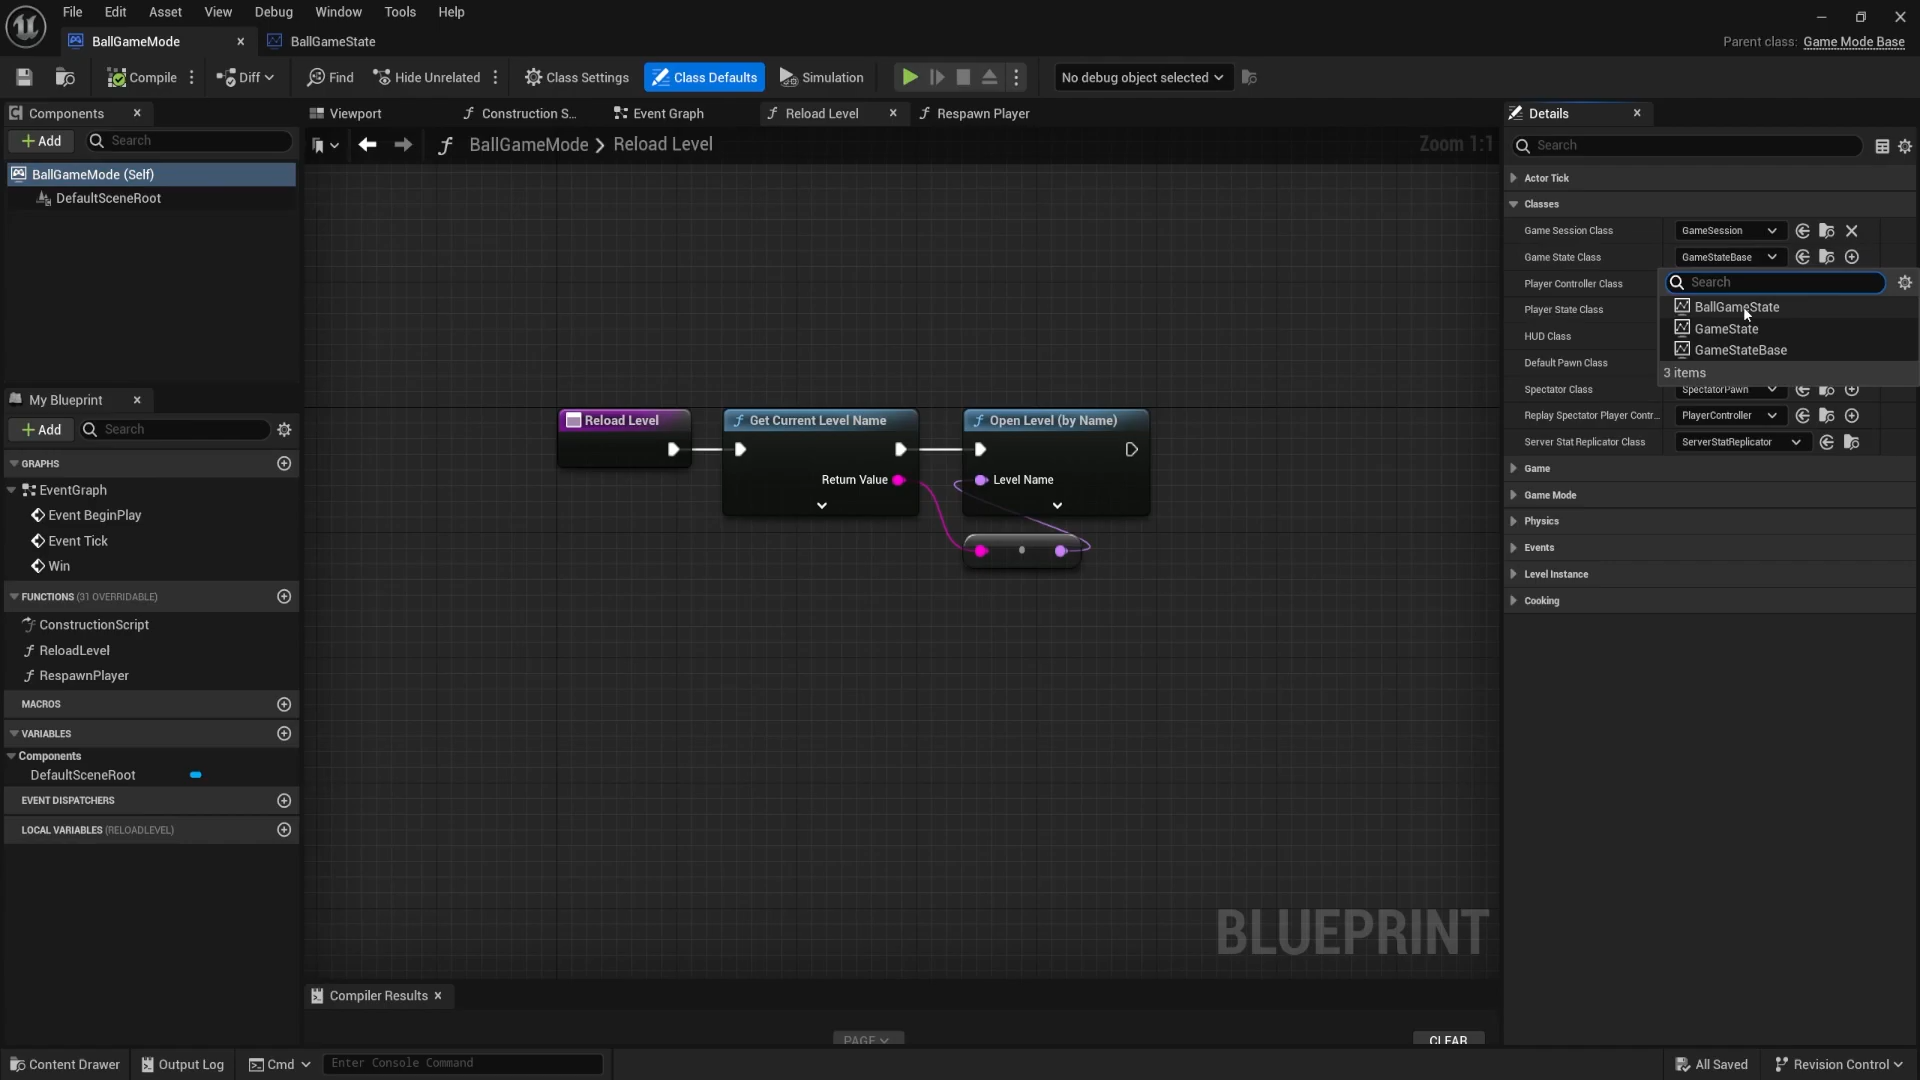 File Edit Asset View Debug Window Tools Help
BallGameMode BallGameState
Parent class: Game Mode Base
Compile Diff Find Hide Unrelated Class Settings Class Defaults Simulation No debug object selected
Components
Add Search
BallGameMode (Self)
DefaultSceneRoot
My Blueprint
Add Search
GRAPHS
EventGraph
Event BeginPlay
Event Tick
Win
FUNCTIONS (31 OVERRIDABLE)
ConstructionScript
ReloadLevel
RespawnPlayer
MACROS
VARIABLES
Components
DefaultSceneRoot
EVENT DISPATCHERS
LOCAL VARIABLES (RELOADLEVEL)
Viewport Construction S... Event Graph Reload Level Respawn Player
BallGameMode Reload Level
Zoom 1:1
Reload Level
Get Current Level Name
Return Value
Open Level (by Name)
Level Name
BLUEPRINT
Compiler Results
PAGE
CLEAR
Details
Search
Actor Tick
Classes
Game Session Class GameSession
Game State Class GameStateBase
Player Controller Class
Player State Class
HUD Class
Default Pawn Class
Search
BallGameState
GameState
GameStateBase
3 items
Spectator Class SpectatorPawn
Replay Spectator Player Contr... PlayerController
Server Stat Replicator Class ServerStatReplicator
Game
Game Mode
Physics
Events
Level Instance
Cooking
Content Drawer Output Log Cmd Enter Console Command
All Saved Revision Control